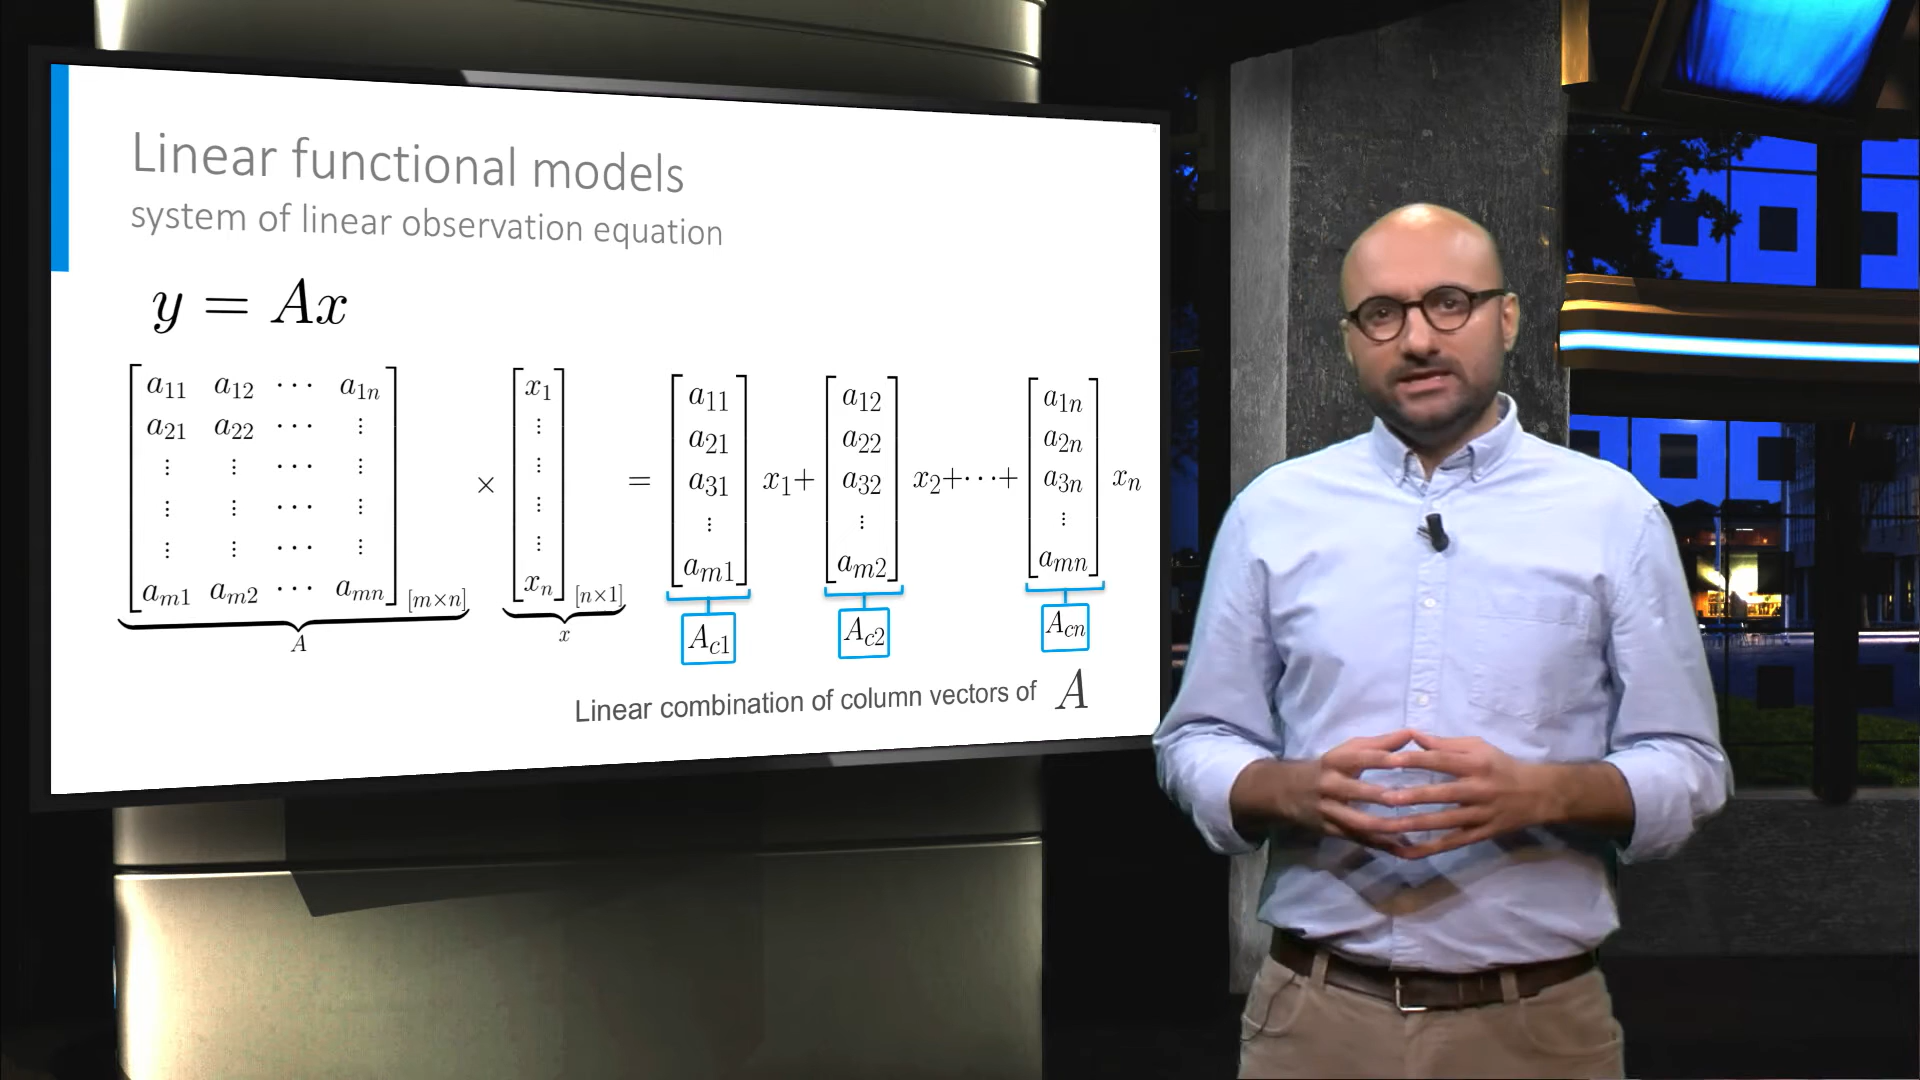 Linear functional models
system of linear observation equation
y = Ax
a11 a12 ⋯ a1n
a21 a22 ⋯ ⋮
⋮ ⋮ ⋯ ⋮
⋮ ⋮ ⋯ ⋮
⋮ ⋮ ⋯ ⋮
am1 am2 ⋯ amn [m×n]
A
×
x1
⋮
⋮
⋮
⋮
xn [n×1]
x
=
a11
a21
a31
⋮
am1
Ac1
x1+
a12
a22
a32
⋮
am2
Ac2
x2+⋯+
a1n
a2n
a3n
⋮
amn
Acn
xn
Linear combination of column vectors of A